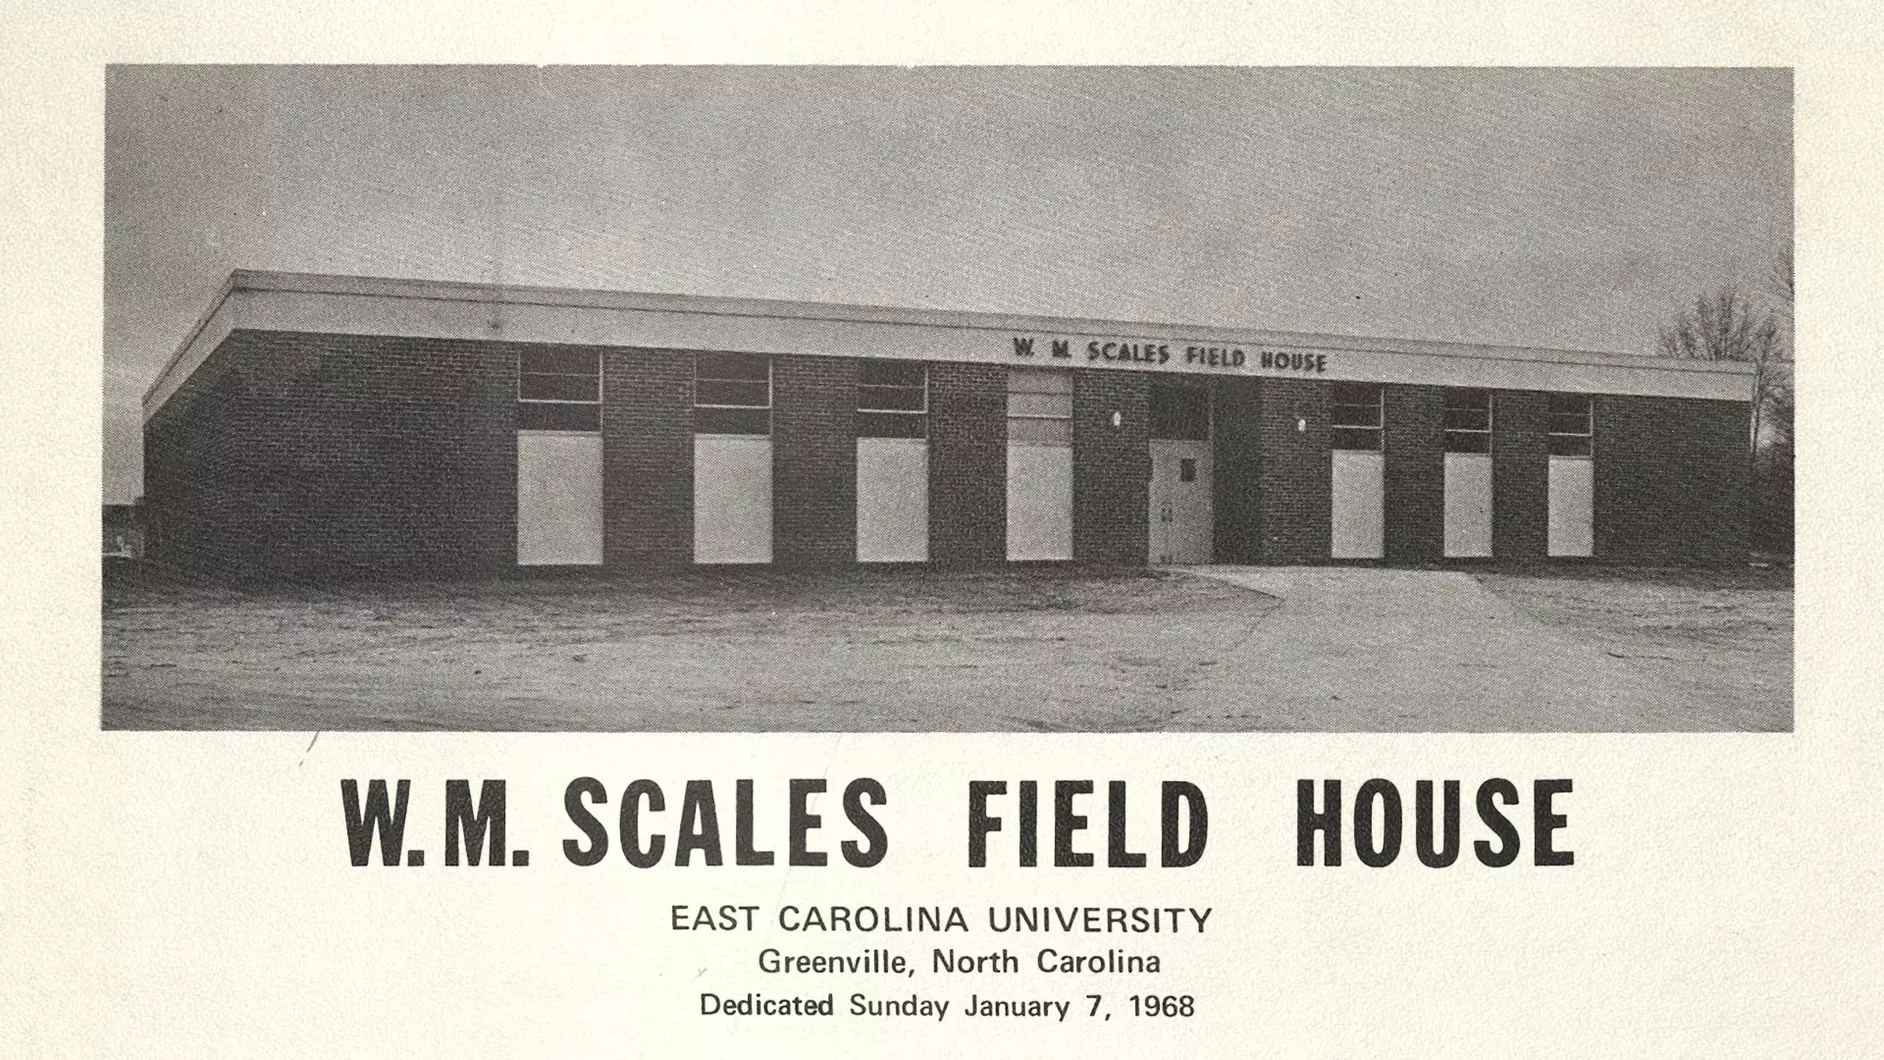 W. M. SCALES FIELD HOUSE
W.M. SCALES FIELD HOUSE
EAST CAROLINA UNIVERSITY
Greenville, North Carolina
Dedicated Sunday January 7, 1968